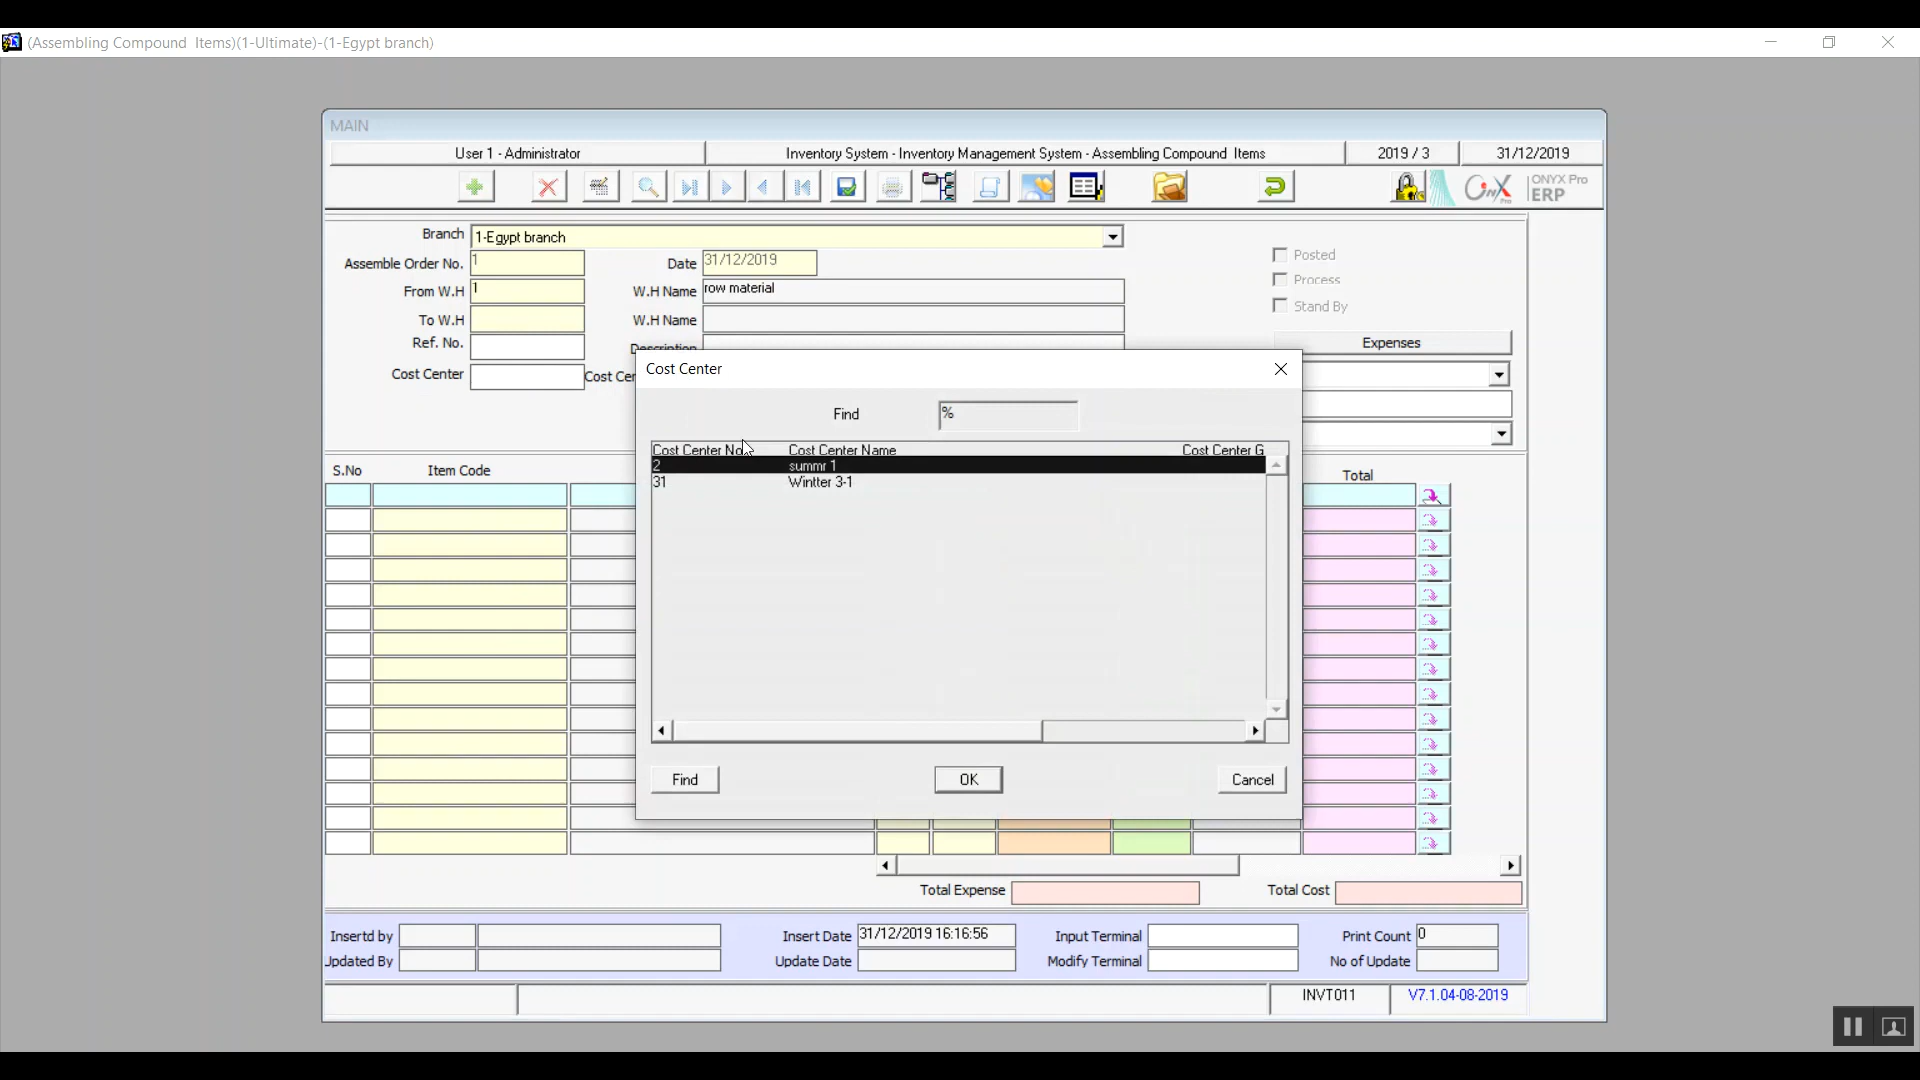 (Assembling Compound Items)(1-Ultimate)-(1-Egypt branch)
MAIN
User 1 - Administrator
Inventory System - Inventory Management System - Assembling Compound Items
2019 / 3
31/12/2019
OnX Pro
ONYX Pro
ERP
Branch 1-Egypt branch
Assemble Order No. 1
Date 31/12/2019
Posted
From W.H 1
W.H Name row material
Process
To W.H
W.H Name
Stand By
Ref. No.
Description
Expenses
Cost Center
Cost Cer
Cost Center
Find %
Cost Center No
Cost Center Name
Cost Center G
2 summr 1
31 Wintter 3-1
Find
OK
Cancel
S.No
Item Code
Total
Total Expense
Total Cost
Insertd by
Insert Date 31/12/2019 16:16:56
Input Terminal
Print Count 0
Jpdated By
Update Date
Modify Terminal
No of Update
INVT011
V7.1.04-08-2019